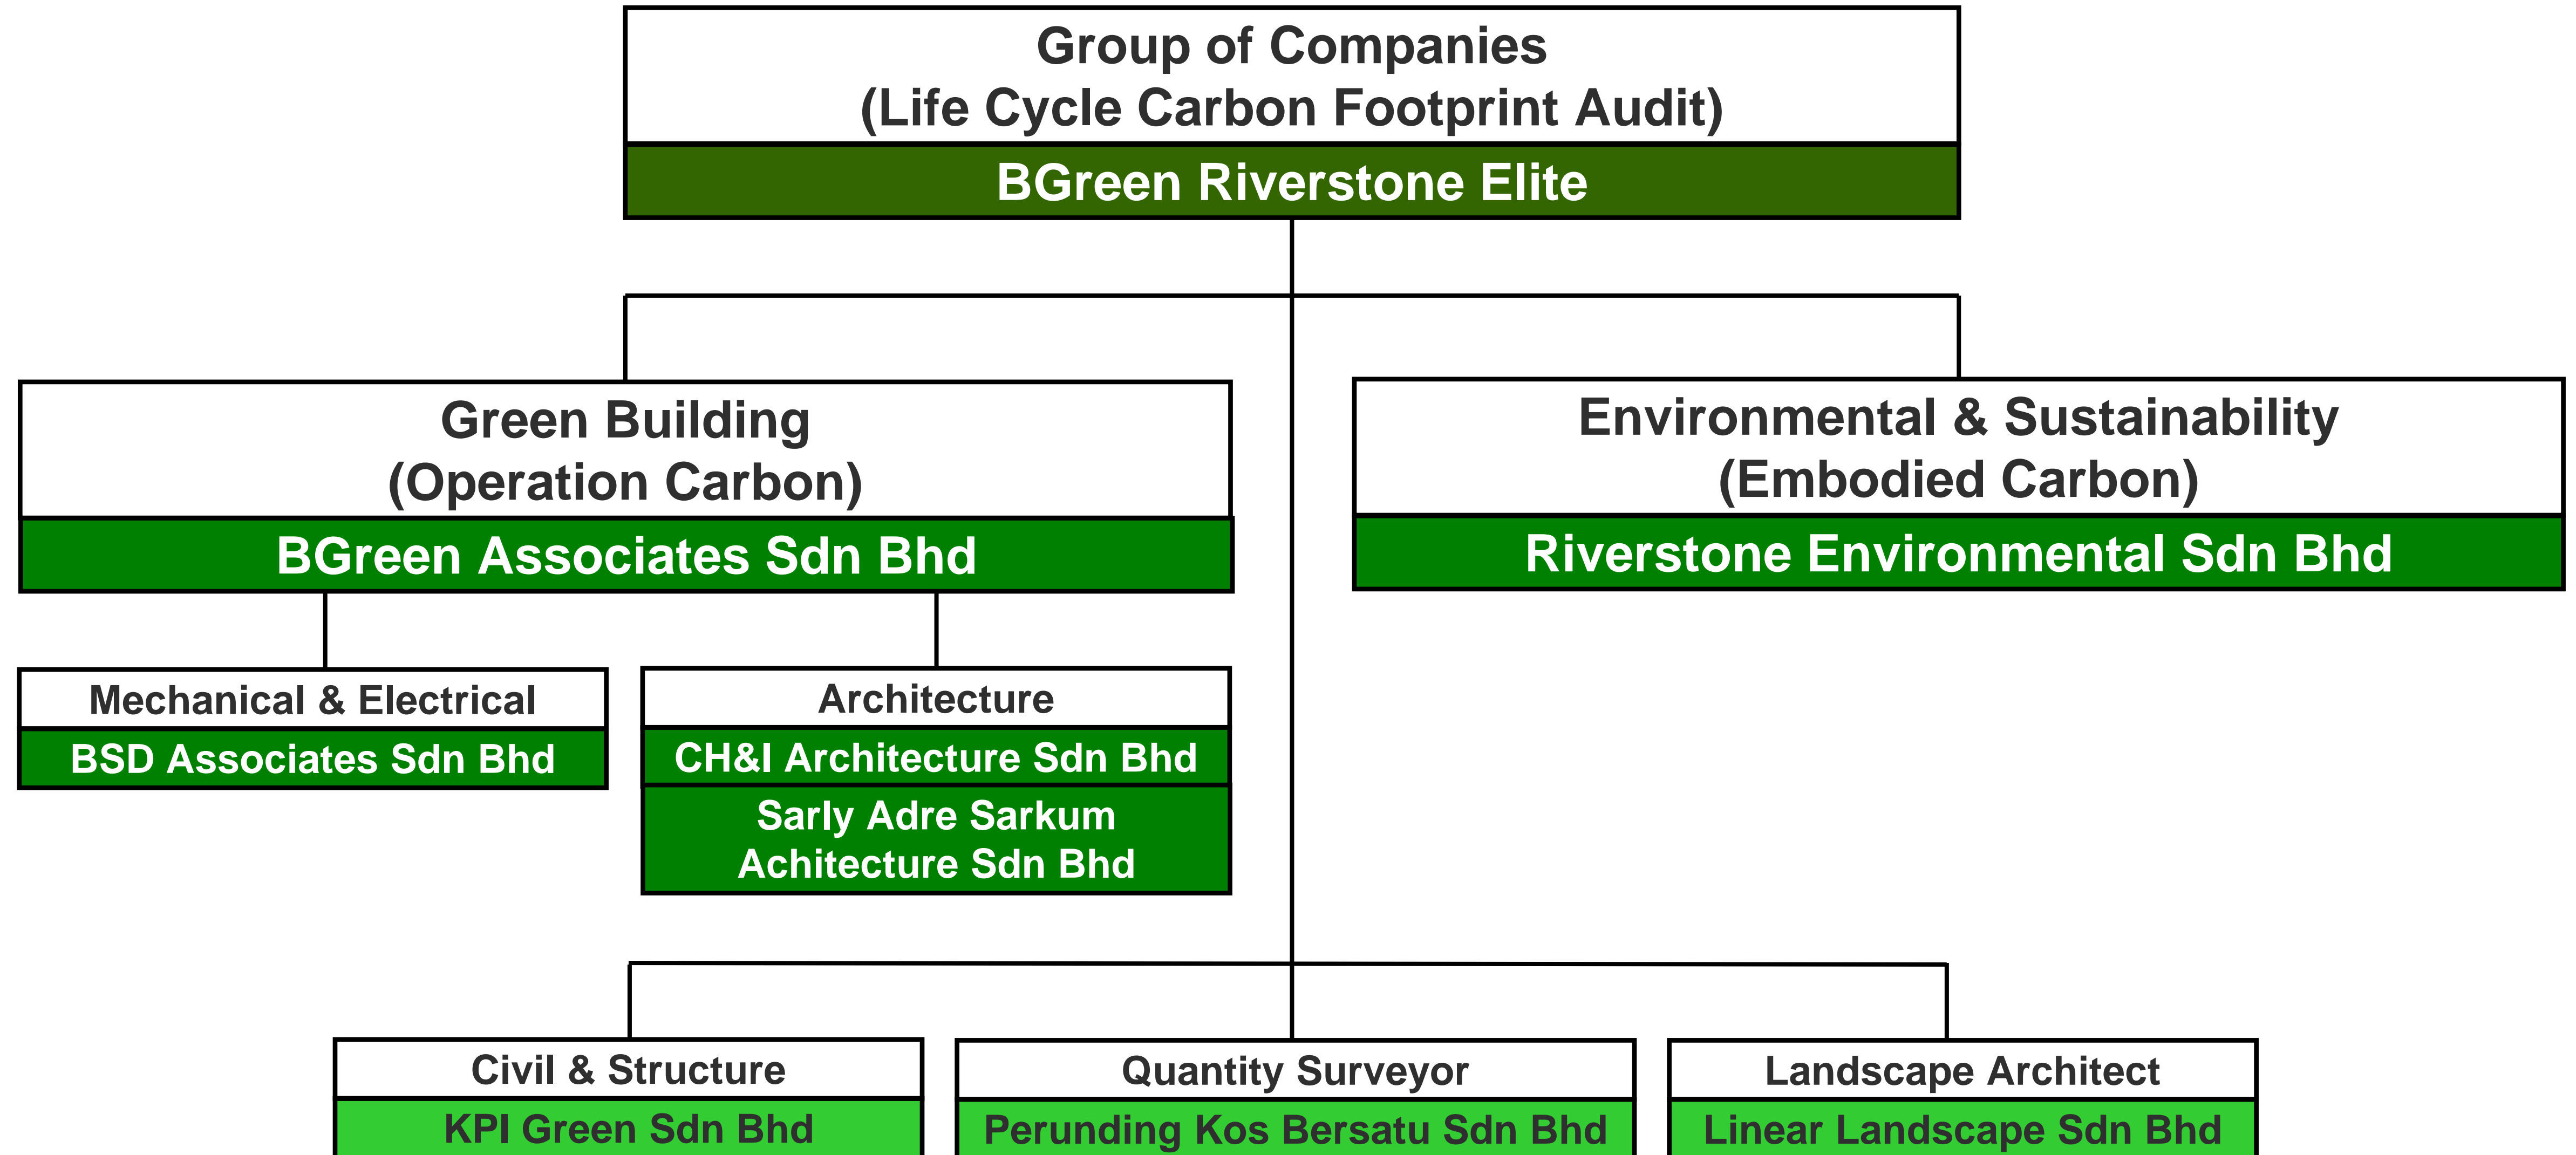 Group of Companies
(Life Cycle Carbon Footprint Audit)
BGreen Riverstone Elite
Green Building
(Operation Carbon)
BGreen Associates Sdn Bhd
Environmental & Sustainability
(Embodied Carbon)
Riverstone Environmental Sdn Bhd
Mechanical & Electrical
BSD Associates Sdn Bhd
Architecture
CH&I Architecture Sdn Bhd
Sarly Adre Sarkum
Achitecture Sdn Bhd
Civil & Structure
KPI Green Sdn Bhd
Quantity Surveyor
Perunding Kos Bersatu Sdn Bhd
Landscape Architect
Linear Landscape Sdn Bhd